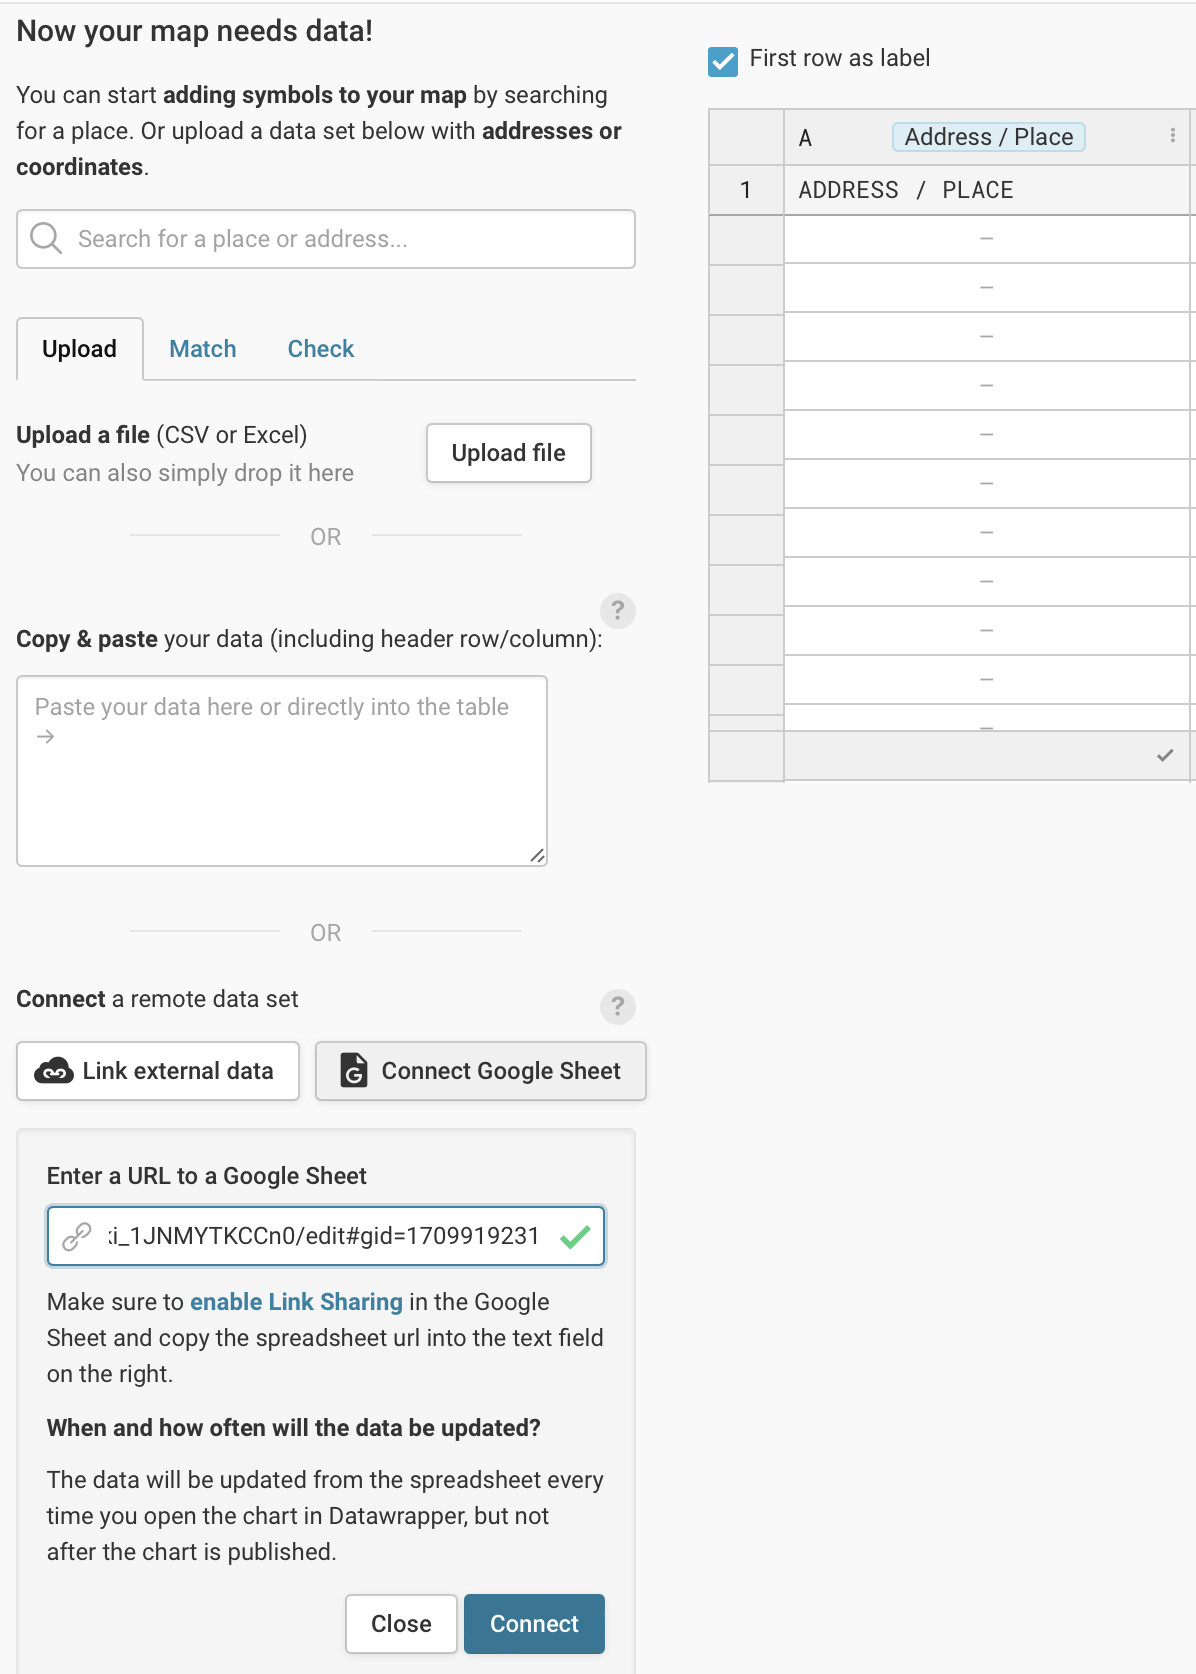 Now your map needs data!
You can start adding symbols to your map by searching
for a place. Or upload a data set below with addresses or
coordinates.
Search for a place or address...
Upload
Match
Check
Upload a file (CSV or Excel)
You can also simply drop it here
Upload file
OR
?
Copy & paste your data (including header row/column):
Paste your data here or directly into the table
→
OR
Connect a remote data set
?
Link external data
Connect Google Sheet
Enter a URL to a Google Sheet
i_1JNMYTKCCn0/edit#gid=1709919231
Make sure to enable Link Sharing in the Google
Sheet and copy the spreadsheet url into the text field
on the right.
When and how often will the data be updated?
The data will be updated from the spreadsheet every
time you open the chart in Datawrapper, but not
after the chart is published.
Close
Connect
First row as label
A
Address / Place
1
ADDRESS / PLACE
–
–
–
–
–
–
–
–
–
–
–